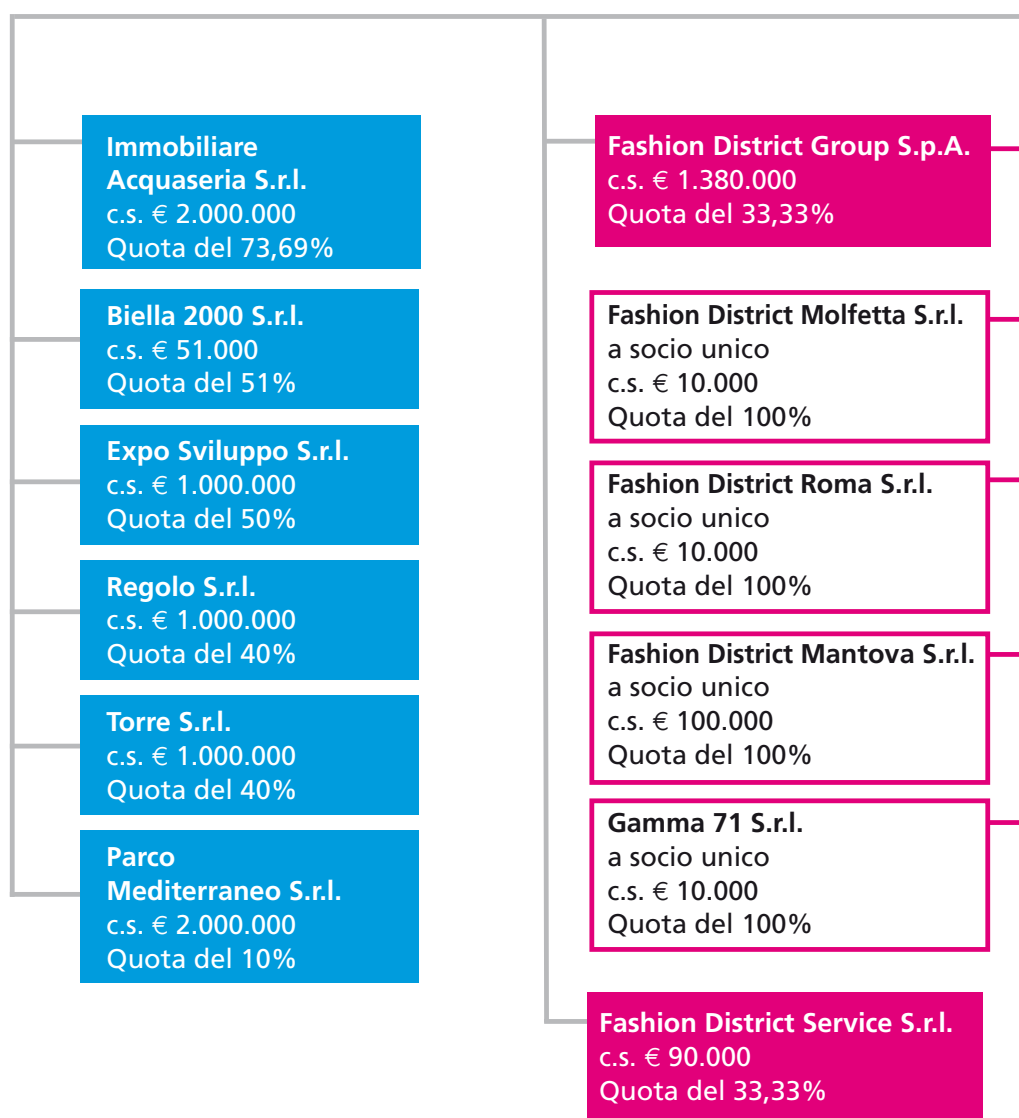 Immobiliare
Acquaseria S.r.l.
c.s. € 2.000.000
Quota del 73,69%
Biella 2000 S.r.l.
c.s. € 51.000
Quota del 51%
Expo Sviluppo S.r.l.
c.s. € 1.000.000
Quota del 50%
Regolo S.r.l.
c.s. € 1.000.000
Quota del 40%
Torre S.r.l.
c.s. € 1.000.000
Quota del 40%
Parco
Mediterraneo S.r.l.
c.s. € 2.000.000
Quota del 10%
Fashion District Group S.p.A.
c.s. € 1.380.000
Quota del 33,33%
Fashion District Molfetta S.r.l.
a socio unico
c.s. € 10.000
Quota del 100%
Fashion District Roma S.r.l.
a socio unico
c.s. € 10.000
Quota del 100%
Fashion District Mantova S.r.l.
a socio unico
c.s. € 100.000
Quota del 100%
Gamma 71 S.r.l.
a socio unico
c.s. € 10.000
Quota del 100%
Fashion District Service S.r.l.
c.s. € 90.000
Quota del 33,33%